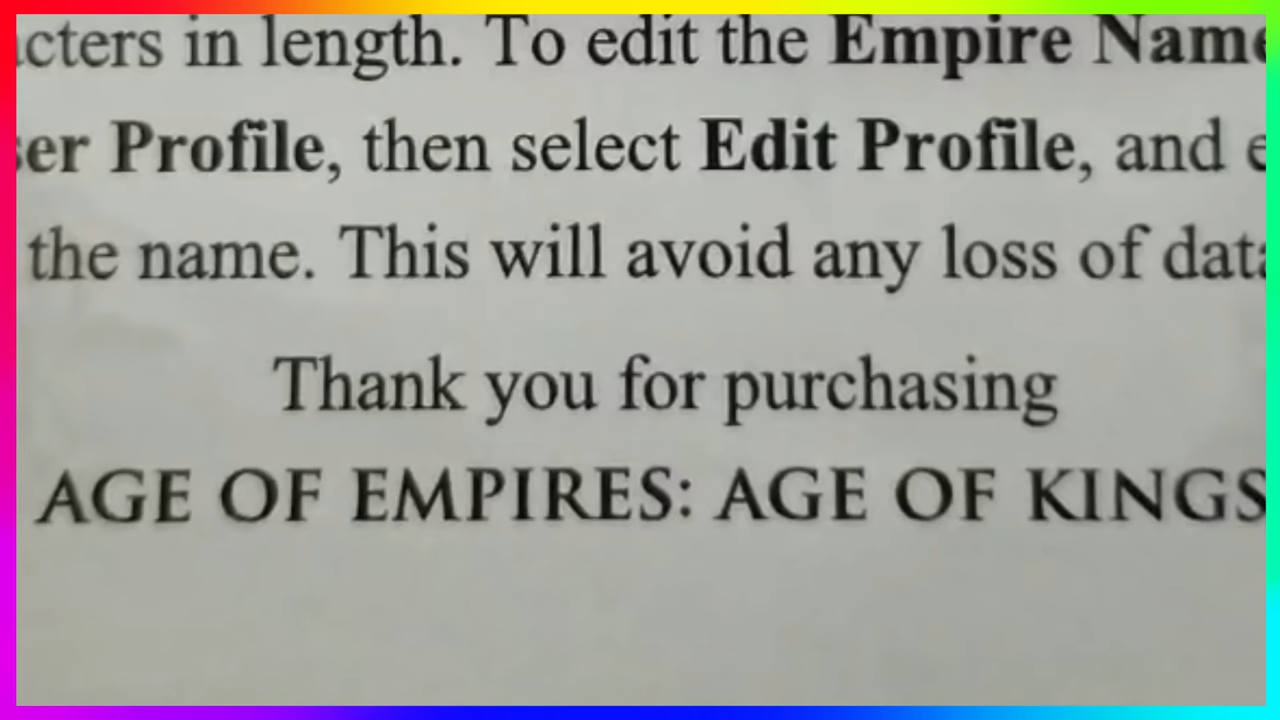 acters in length. To edit the Empire Name
ser Profile, then select Edit Profile, and e
the name. This will avoid any loss of data
Thank you for purchasing
AGE OF EMPIRES: AGE OF KINGS